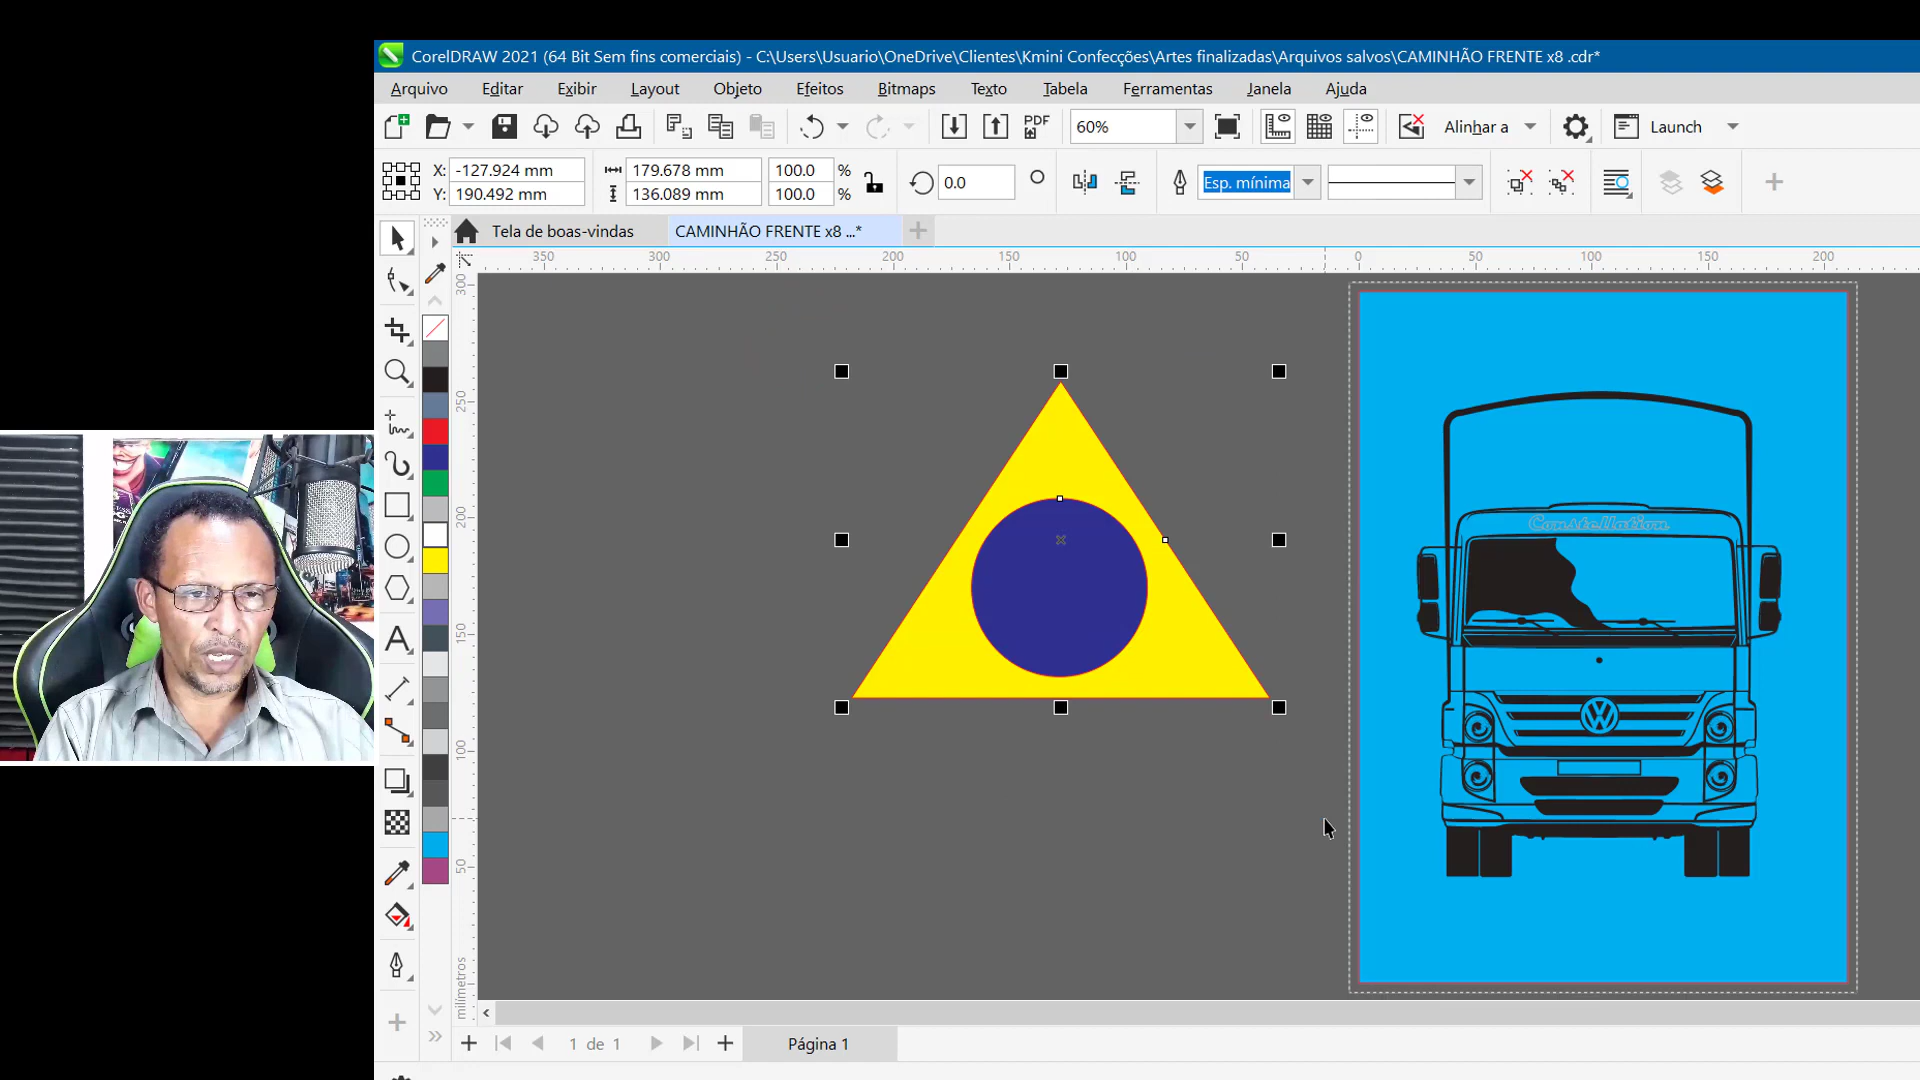 CorelDRAW 2021 (64 Bit Sem fins comerciais) - C:\Users\Usuario\OneDrive\Clientes\Kmini Confecções\Artes finalizadas\Arquivos salvos\CAMINHÃO FRENTE x8 .cdr*
Arquivo Editar Exibir Layout Objeto Efeitos Bitmaps Texto Tabela Ferramentas Janela Ajuda
PDF 60% Alinhar a Launch
X: -127.924 mm 179.678 mm 100.0 %
Y: 190.492 mm 136.089 mm 100.0 %
0.0 Esp. mínima
Tela de boas-vindas CAMINHÃO FRENTE x8 ...*
350 300 250 200 150 100 50 0 50 100 150 200
300
250
200
150
100
50
milímetros
Constellation
1 de 1 Página 1